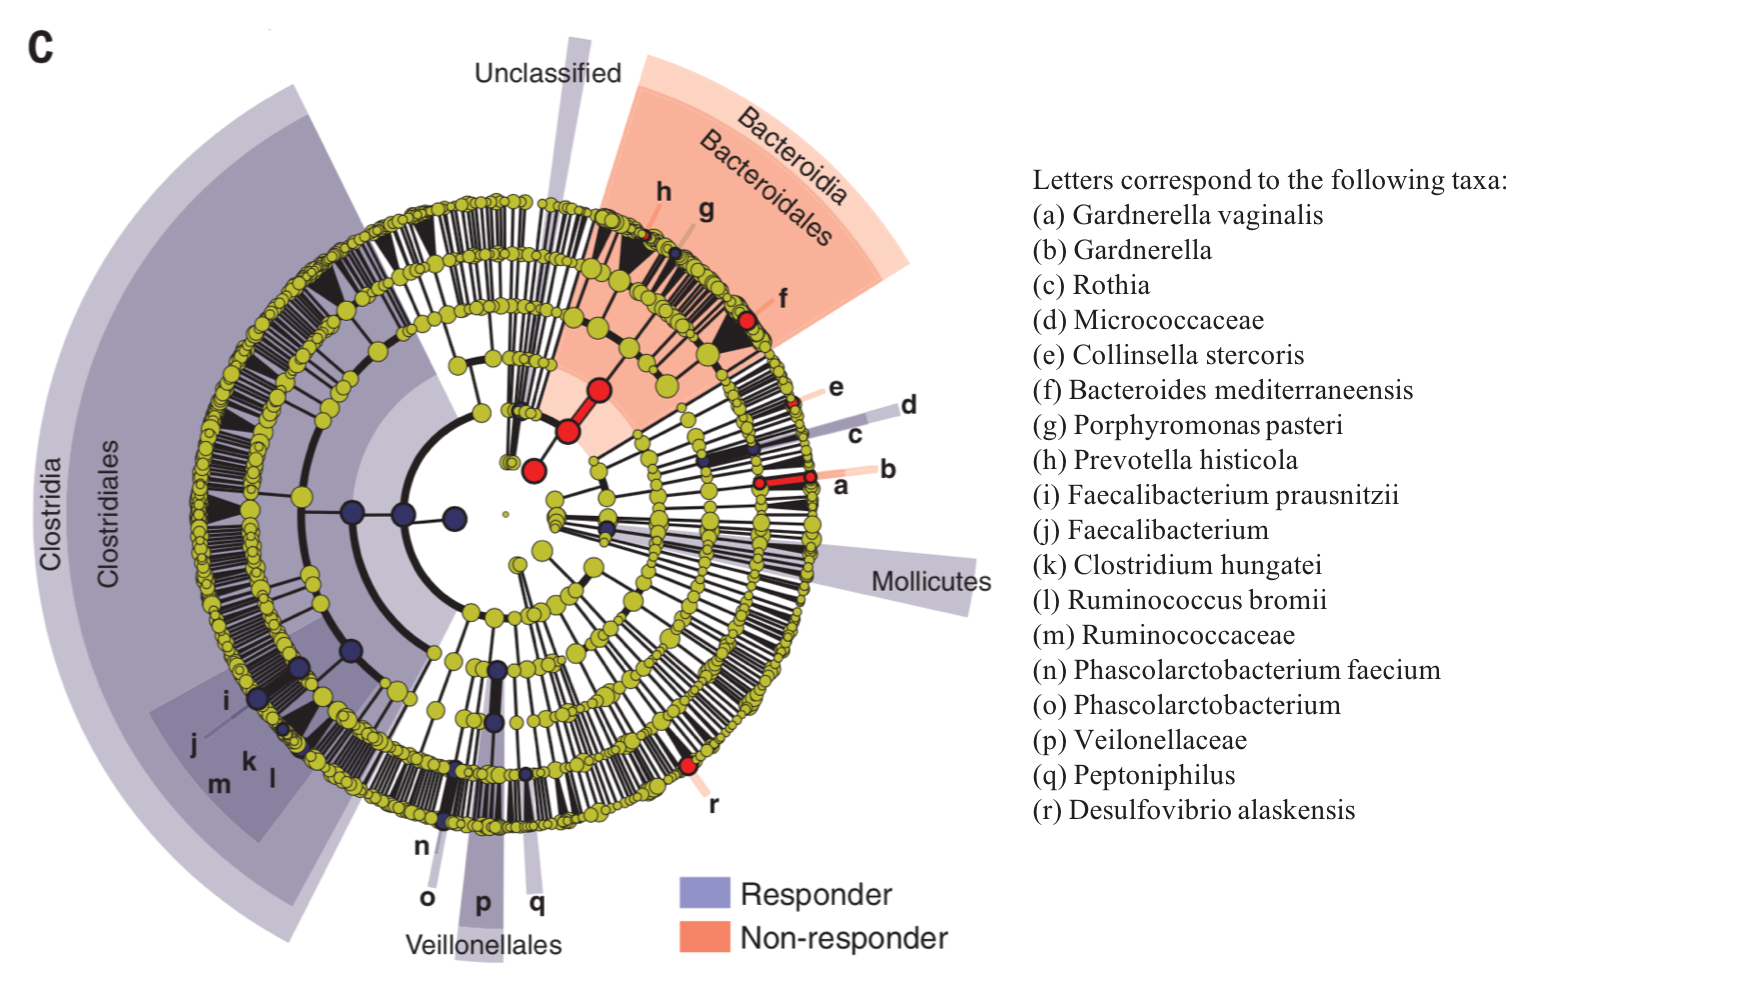 C
Unclassified
Bacteroidia
Bacteroidales
h
g
f
e
d
c
b
a
Mollicutes
Clostridia
Clostridiales
i
j
k
l
m
r
n
o
p
q
Veillonellales
Responder
Non-responder
Letters correspond to the following taxa:
(a) Gardnerella vaginalis
(b) Gardnerella
(c) Rothia
(d) Micrococcaceae
(e) Collinsella stercoris
(f) Bacteroides mediterraneensis
(g) Porphyromonas pasteri
(h) Prevotella histicola
(i) Faecalibacterium prausnitzii
(j) Faecalibacterium
(k) Clostridium hungatei
(l) Ruminococcus bromii
(m) Ruminococcaceae
(n) Phascolarctobacterium faecium
(o) Phascolarctobacterium
(p) Veilonellaceae
(q) Peptoniphilus
(r) Desulfovibrio alaskensis